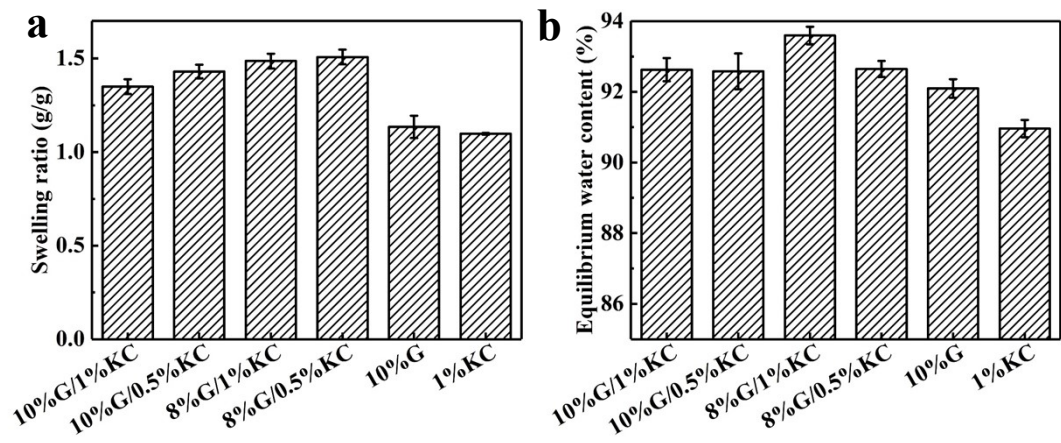 a
Swelling ratio (g/g)
1.5
1.0
0.5
0.0
10%G/1%KC
10%G/0.5%KC
8%G/1%KC
8%G/0.5%KC
10%G
1%KC
b
Equilibrium water content (%)
94
92
90
88
86
10%G/1%KC
10%G/0.5%KC
8%G/1%KC
8%G/0.5%KC
10%G
1%KC